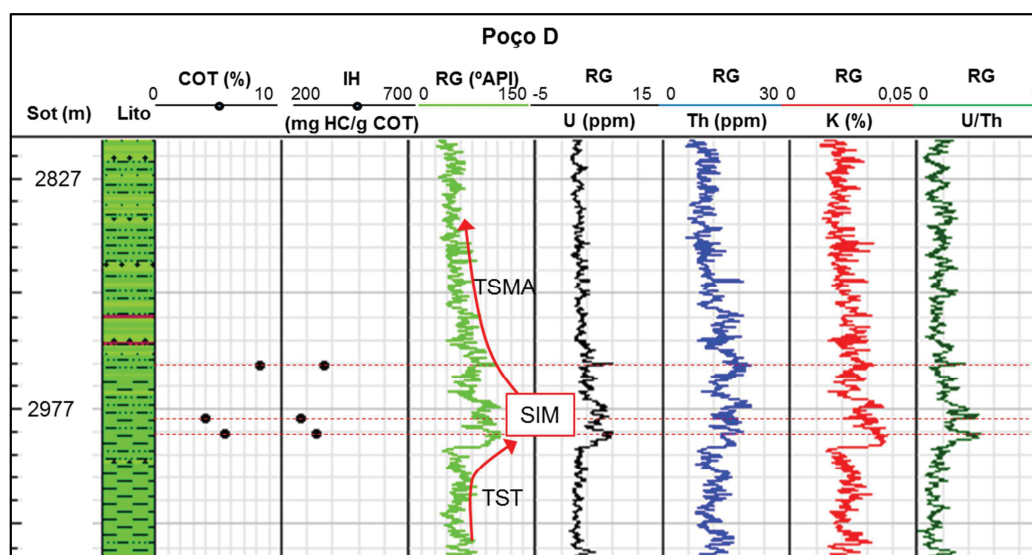 Poço D
COT (%) IH RG (ºAPI) RG RG RG RG
0 10 200 700 0 150 -5 15 0 30 0 0,05 0
Sot (m) Lito (mg HC/g COT) U (ppm) Th (ppm) K (%) U/Th
2827
TSMA
2977
SIM
TST